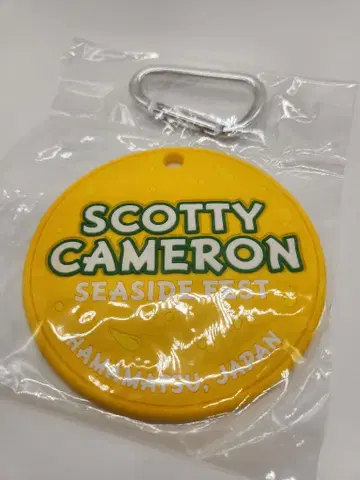 SCOTTY
CAMERON
SEASIDE FEST
HAMAMATSU, JAPAN